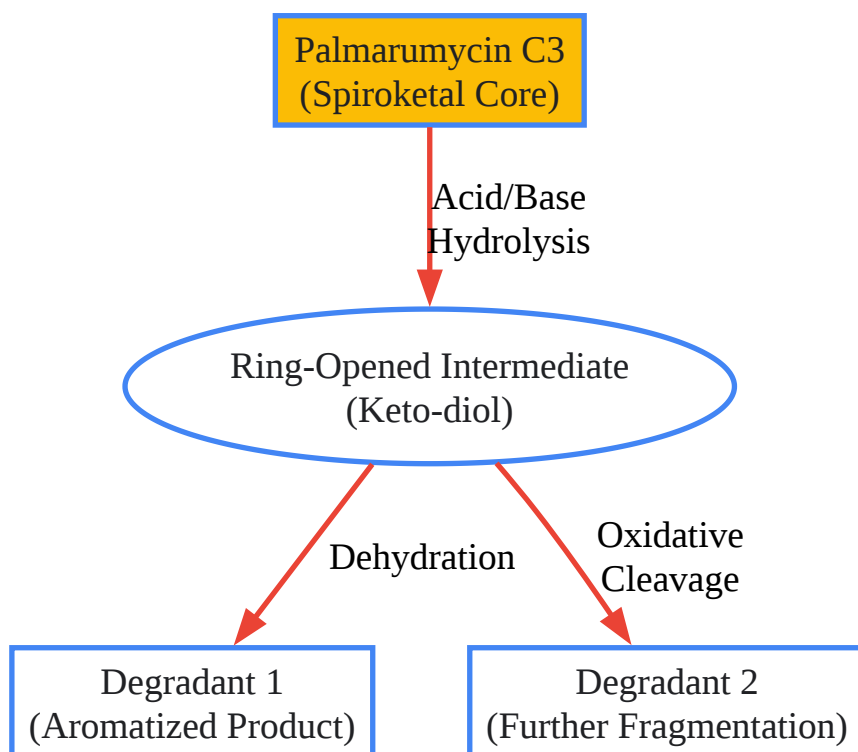 Palmarumycin C3
(Spiroketal Core)
Acid/Base
Hydrolysis
Ring-Opened Intermediate
(Keto-diol)
Dehydration
Oxidative
Cleavage
Degradant 1
(Aromatized Product)
Degradant 2
(Further Fragmentation)